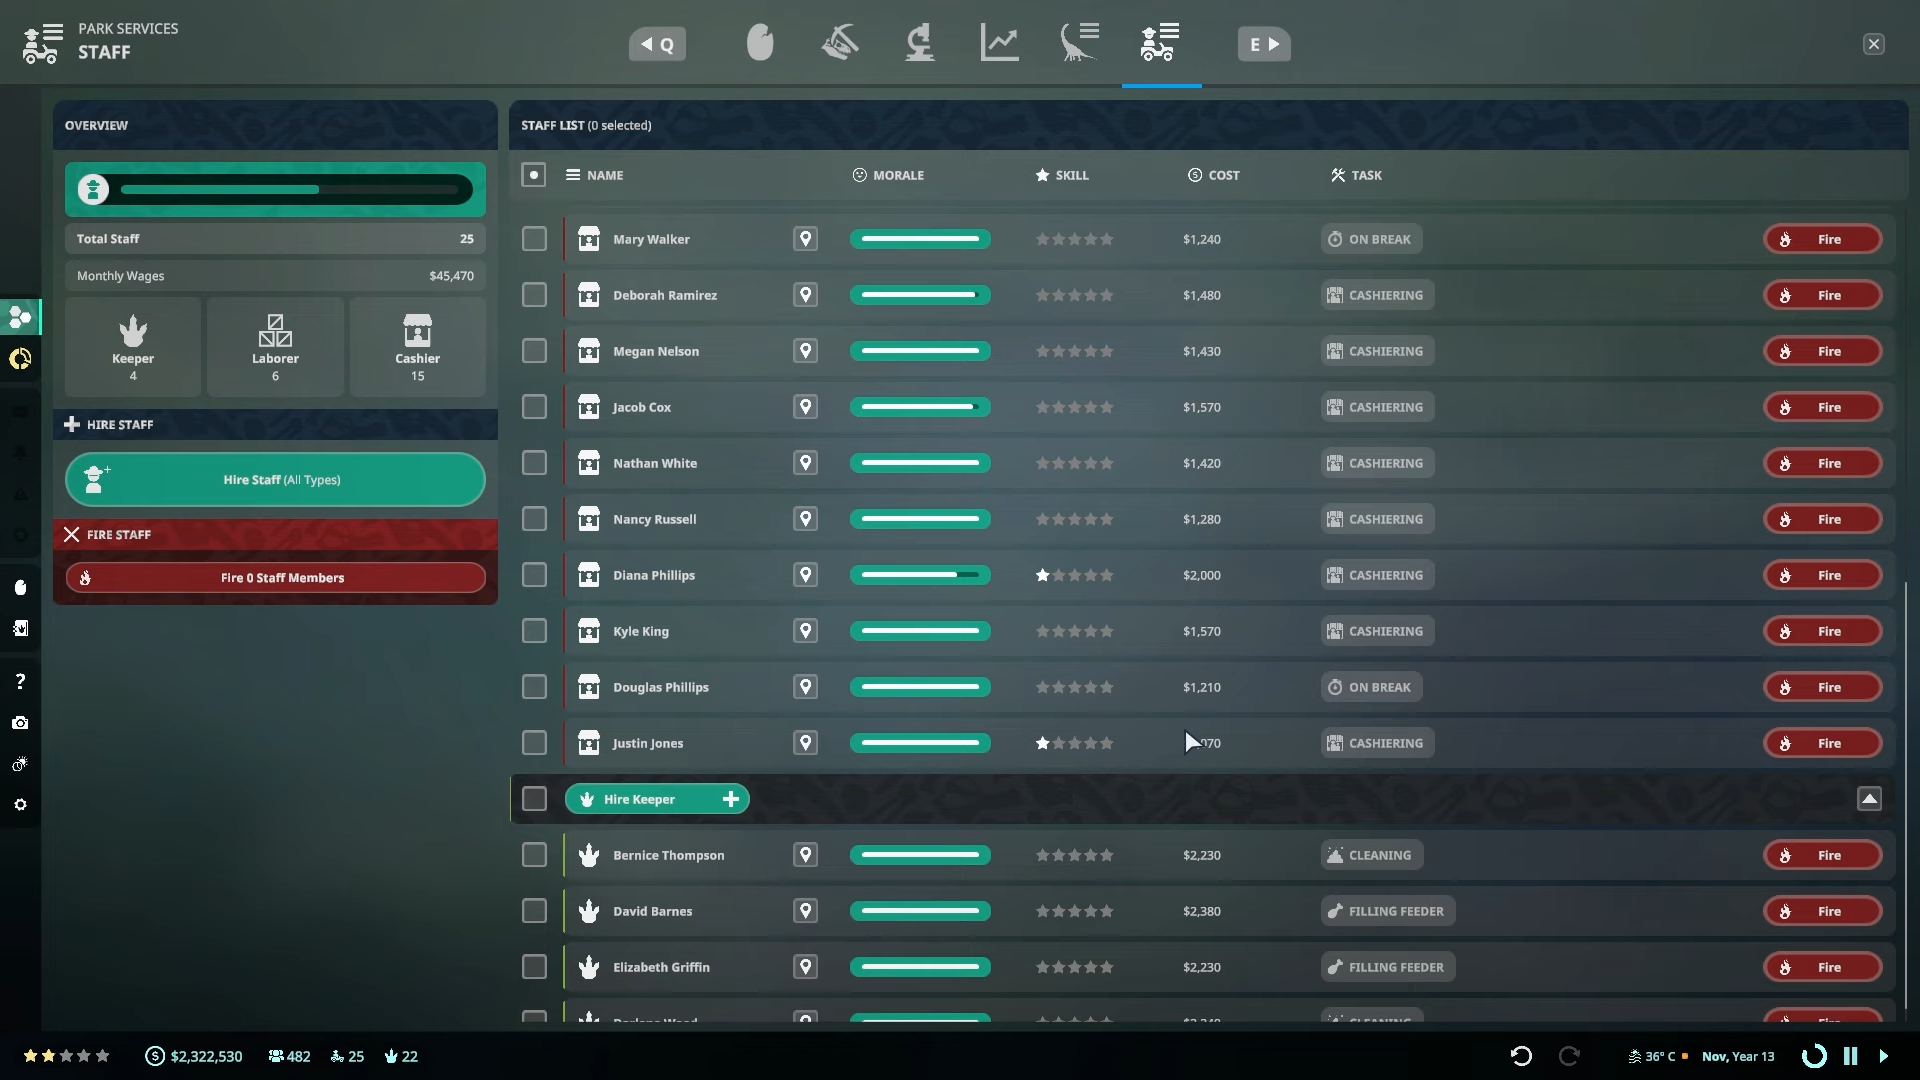 PARK SERVICES
STAFF
Q
E
OVERVIEW
Total Staff 25
Monthly Wages $45,470
Keeper 4
Laborer 6
Cashier 15
HIRE STAFF
Hire Staff (All Types)
FIRE STAFF
Fire 0 Staff Members
STAFF LIST (0 selected)
NAME MORALE SKILL COST TASK
Mary Walker $1,240 ON BREAK Fire
Deborah Ramirez $1,480 CASHIERING Fire
Megan Nelson $1,430 CASHIERING Fire
Jacob Cox $1,570 CASHIERING Fire
Nathan White $1,420 CASHIERING Fire
Nancy Russell $1,280 CASHIERING Fire
Diana Phillips $2,000 CASHIERING Fire
Kyle King $1,570 CASHIERING Fire
Douglas Phillips $1,210 ON BREAK Fire
Justin Jones CASHIERING Fire
Hire Keeper
Bernice Thompson $2,230 CLEANING Fire
David Barnes $2,380 FILLING FEEDER Fire
Elizabeth Griffin $2,230 FILLING FEEDER Fire
CLEANING
?
$2,322,530 482 25 22
36° C Nov, Year 13